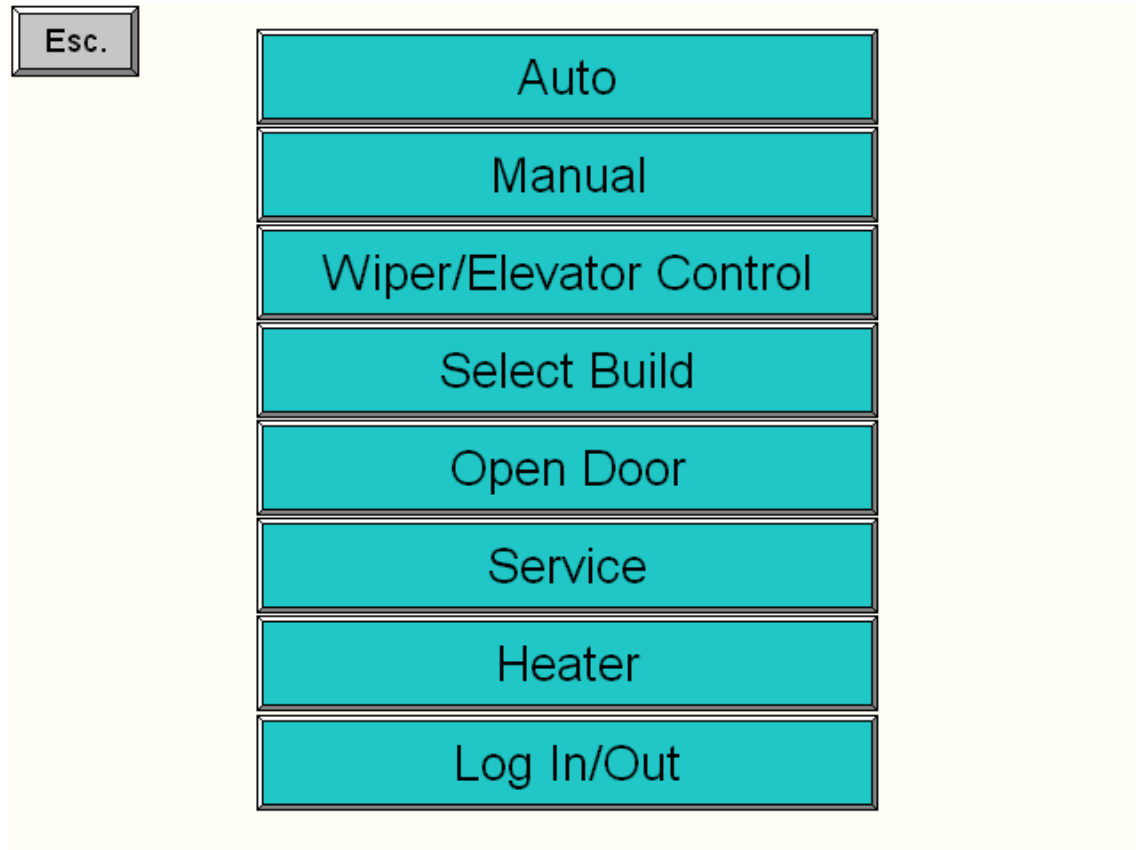 Esc.
Auto
Manual
Wiper/Elevator Control
Select Build
Open Door
Service
Heater
Log In/Out